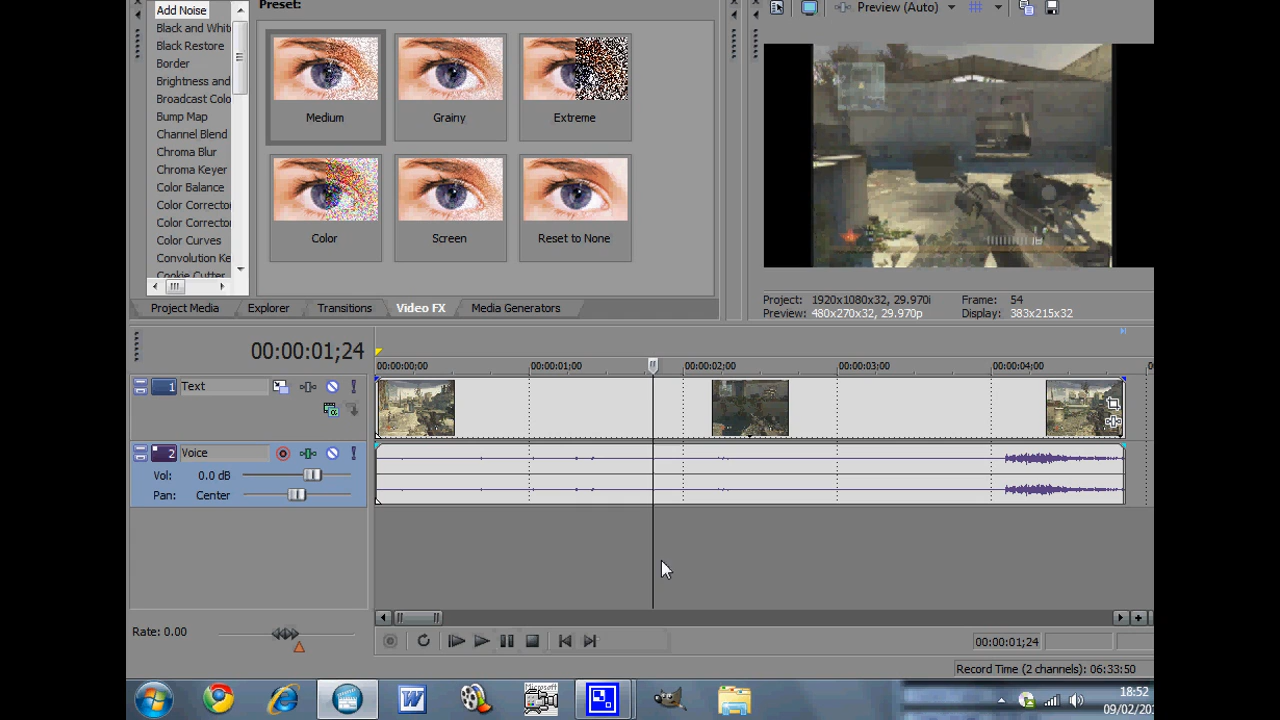 Add Noise
Preset:
Preview (Auto)
Black and Whit
Black Restore
Border
Brightness and
Broadcast Colo
Bump Map
Channel Blend
Chroma Blur
Chroma Keyer
Color Balance
Color Correcto
Color Correcto
Color Curves
Convolution Ke
Cookie Cutter
Medium
Grainy
Extreme
Color
Screen
Reset to None
Project Media
Explorer
Transitions
Video FX
Media Generators
Project: 1920x1080x32, 29.970i
Frame: 54
Preview: 480x270x32, 29.970p
Display: 383x215x32
00:00:01;24
00:00:00;00
00:00:01;00
00:00:02;00
00:00:03;00
00:00:04;00
1 Text
2 Voice
Vol: 0.0 dB
Pan: Center
Rate: 0.00
00:00:01;24
Record Time (2 channels): 06:33:50
18:52
09/02/20